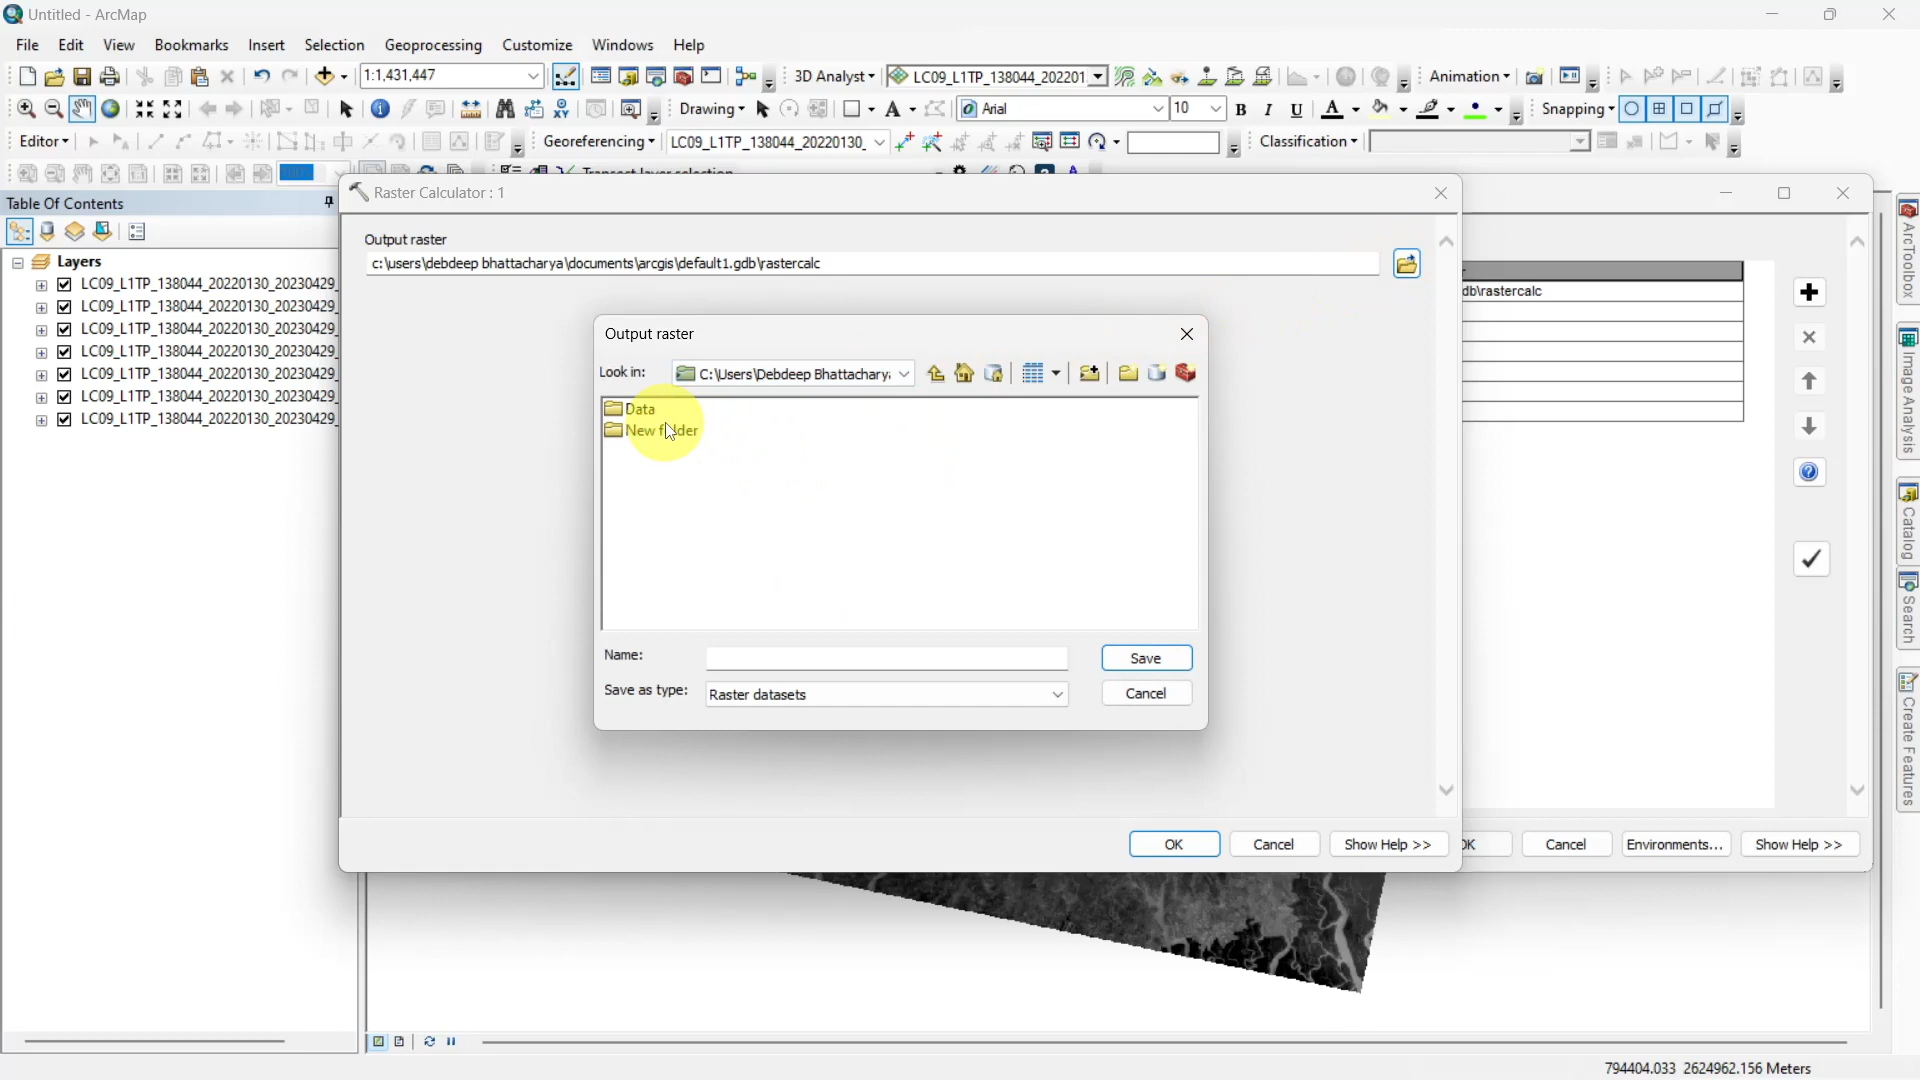 Untitled - ArcMap
File Edit View Bookmarks Insert Selection Geoprocessing Customize Windows Help
1:1,431,447 3D Analyst LC09_L1TP_138044_202201 Animation
Drawing A Arial 10 B I U A Snapping
Editor Georeferencing LC09_L1TP_138044_20220130_ Classification
Table Of Contents
Layers
LC09_L1TP_138044_20220130_20230429_
LC09_L1TP_138044_20220130_20230429_
LC09_L1TP_138044_20220130_20230429_
LC09_L1TP_138044_20220130_20230429_
LC09_L1TP_138044_20220130_20230429_
LC09_L1TP_138044_20220130_20230429_
LC09_L1TP_138044_20220130_20230429_
Raster Calculator : 1
Output raster
c:\users\debdeep bhattacharya\documents\arcgis\default1.gdb\rastercalc
db\rastercalc
Output raster
Look in: C:\Users\Debdeep Bhattachary
Data
New folder
Name:
Save
Save as type: Raster datasets
Cancel
OK Cancel Show Help >>
OK Cancel Environments... Show Help >>
ArcToolbox
Image Analysis
Catalog
Search
Create Features
794404.033 2624962.156 Meters